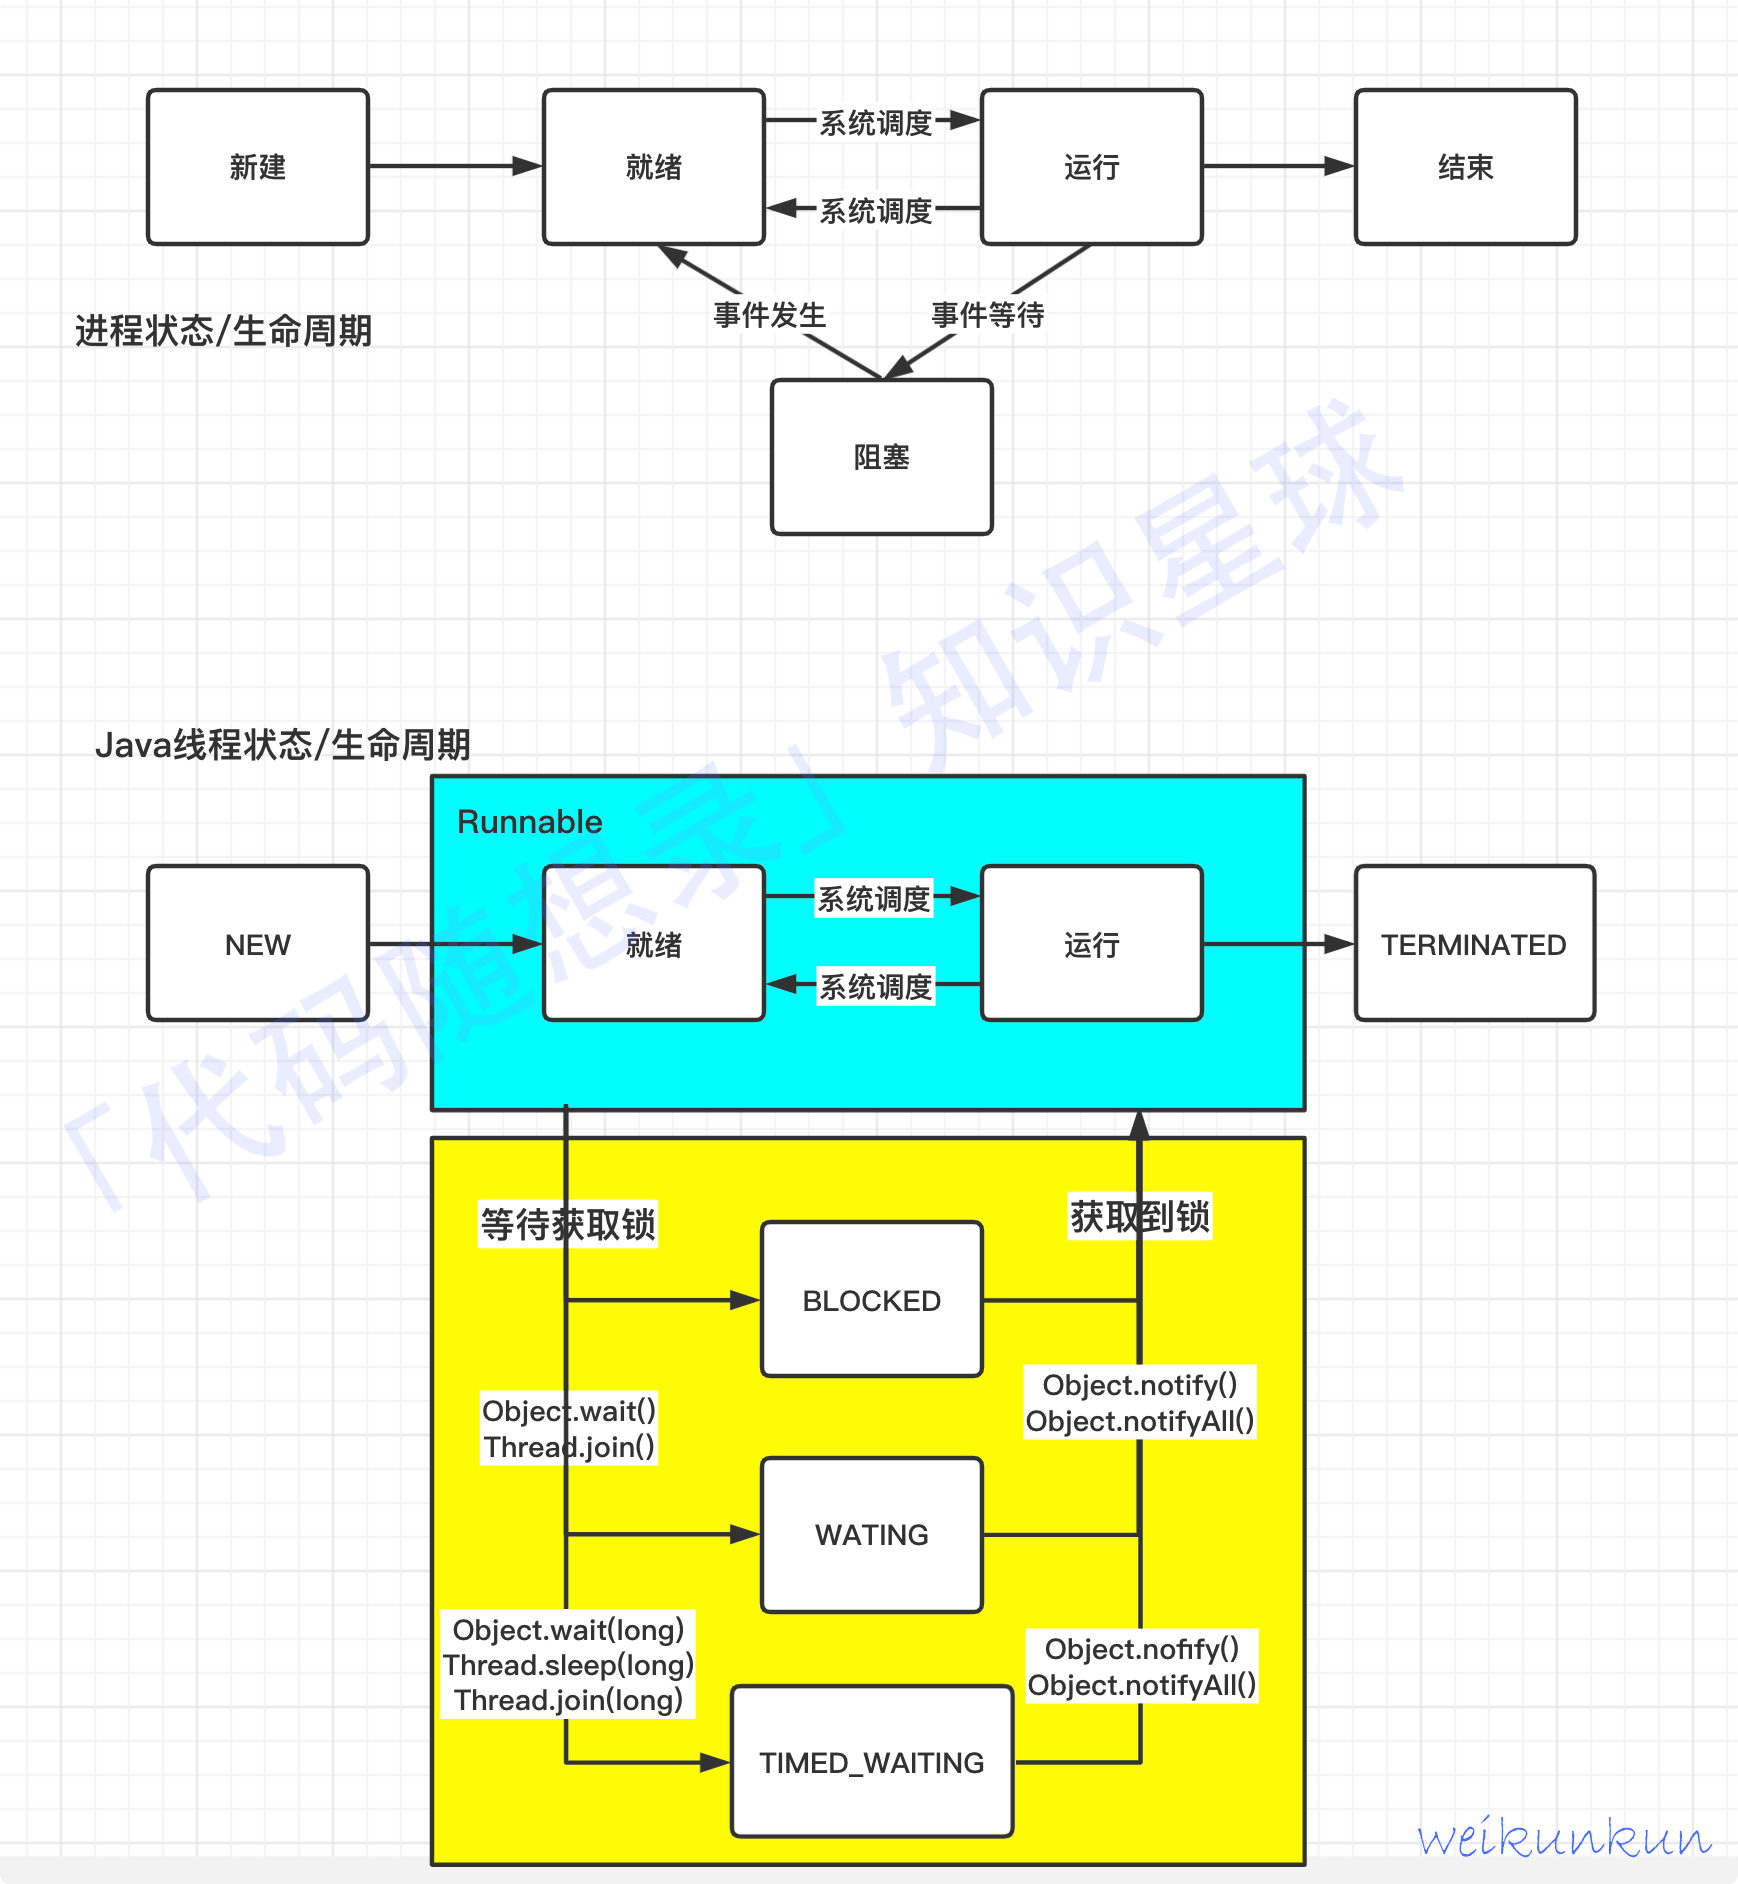 新建
就绪
系统调度
系统调度
运行
结束
事件发生
事件等待
进程状态/生命周期
阻塞
Java线程状态/生命周期
Runnable
NEW
就绪
系统调度
系统调度
运行
TERMINATED
等待获取锁
获取到锁
BLOCKED
Object.wait()
Thread.join()
Object.notify()
Object.notifyAll()
WATING
Object.wait(long)
Thread.sleep(long)
Thread.join(long)
Object.nofify()
Object.notifyAll()
TIMED_WAITING
「代码随想录」知识星球
weikunkun